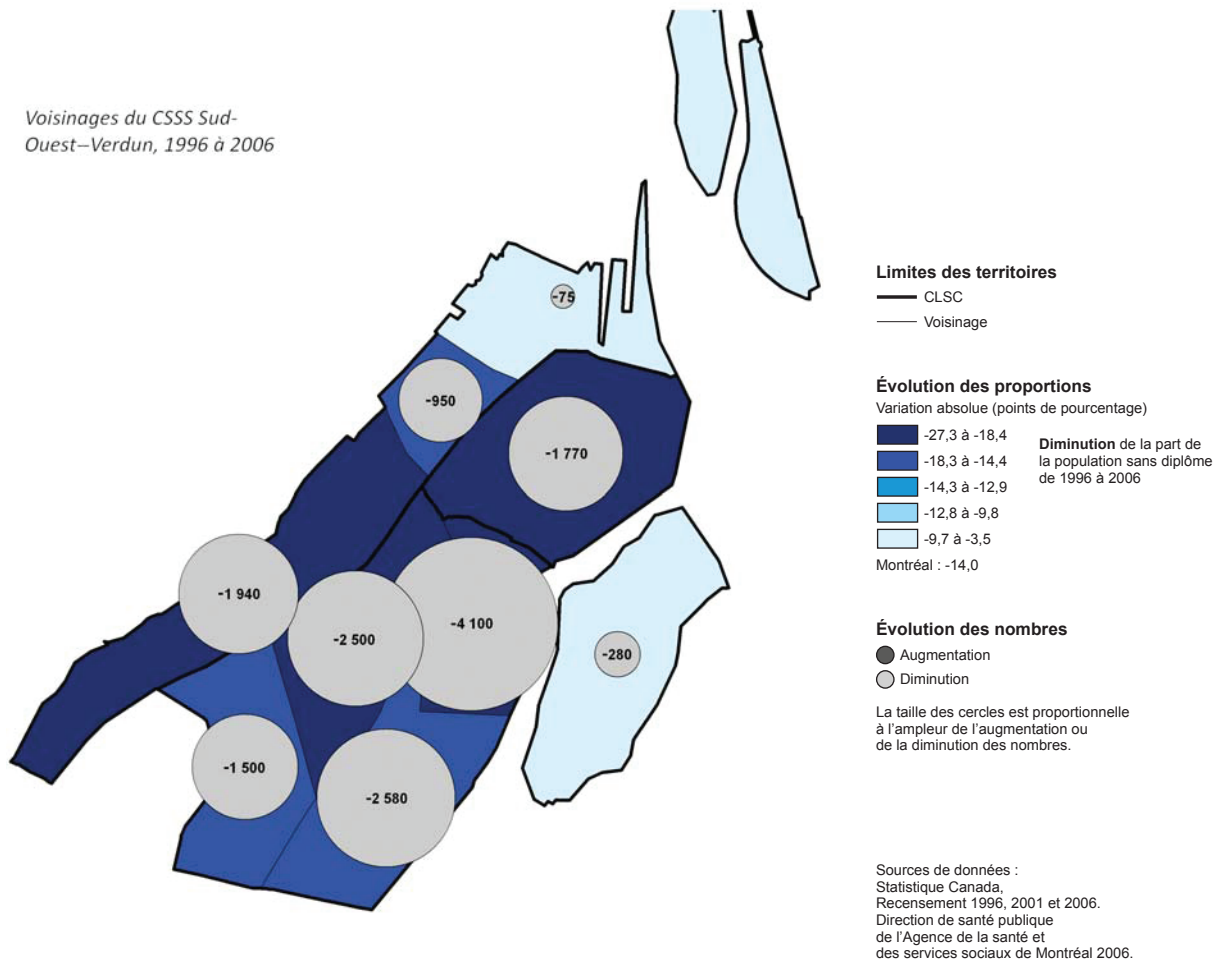 Voisinages du CSSS Sud-
Ouest–Verdun, 1996 à 2006
-75
-950
-1 770
-1 940
-2 500
-4 100
-280
-1 500
-2 580
Limites des territoires
CLSC
Voisinage
Évolution des proportions
Variation absolue (points de pourcentage)
-27,3 à -18,4
-18,3 à -14,4
-14,3 à -12,9
-12,8 à -9,8
-9,7 à -3,5
Diminution de la part de
la population sans diplôme
de 1996 à 2006
Montréal : -14,0
Évolution des nombres
Augmentation
Diminution
La taille des cercles est proportionnelle
à l'ampleur de l'augmentation ou
de la diminution des nombres.
Sources de données :
Statistique Canada,
Recensement 1996, 2001 et 2006.
Direction de santé publique
de l'Agence de la santé et
des services sociaux de Montréal 2006.